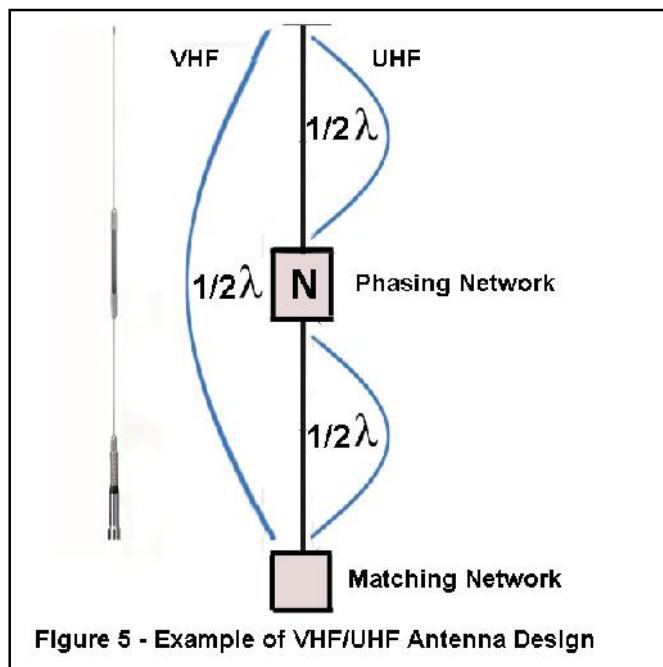 VHF UHF
1/2λ
1/2λ N Phasing Network
1/2λ
Matching Network
Figure 5 - Example of VHF/UHF Antenna Design